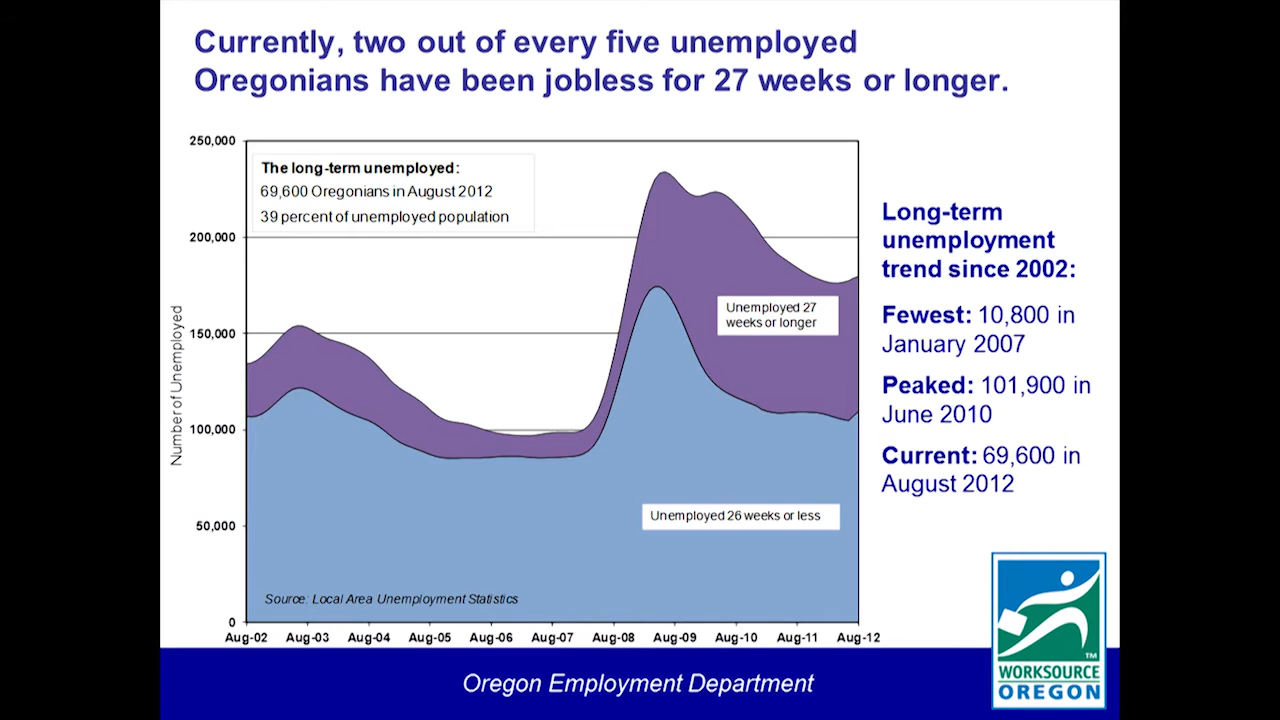 Currently, two out of every five unemployed
Oregonians have been jobless for 27 weeks or longer.
250,000
200,000
150,000
100,000
50,000
0
Number of Unemployed
The long-term unemployed:
69,600 Oregonians in August 2012
39 percent of unemployed population
Unemployed 27
weeks or longer
Unemployed 26 weeks or less
Source: Local Area Unemployment Statistics
Aug-02 Aug-03 Aug-04 Aug-05 Aug-06 Aug-07 Aug-08 Aug-09 Aug-10 Aug-11 Aug-12
Long-term
unemployment
trend since 2002:
Fewest: 10,800 in
January 2007
Peaked: 101,900 in
June 2010
Current: 69,600 in
August 2012
TM
WORKSOURCE
OREGON
Oregon Employment Department